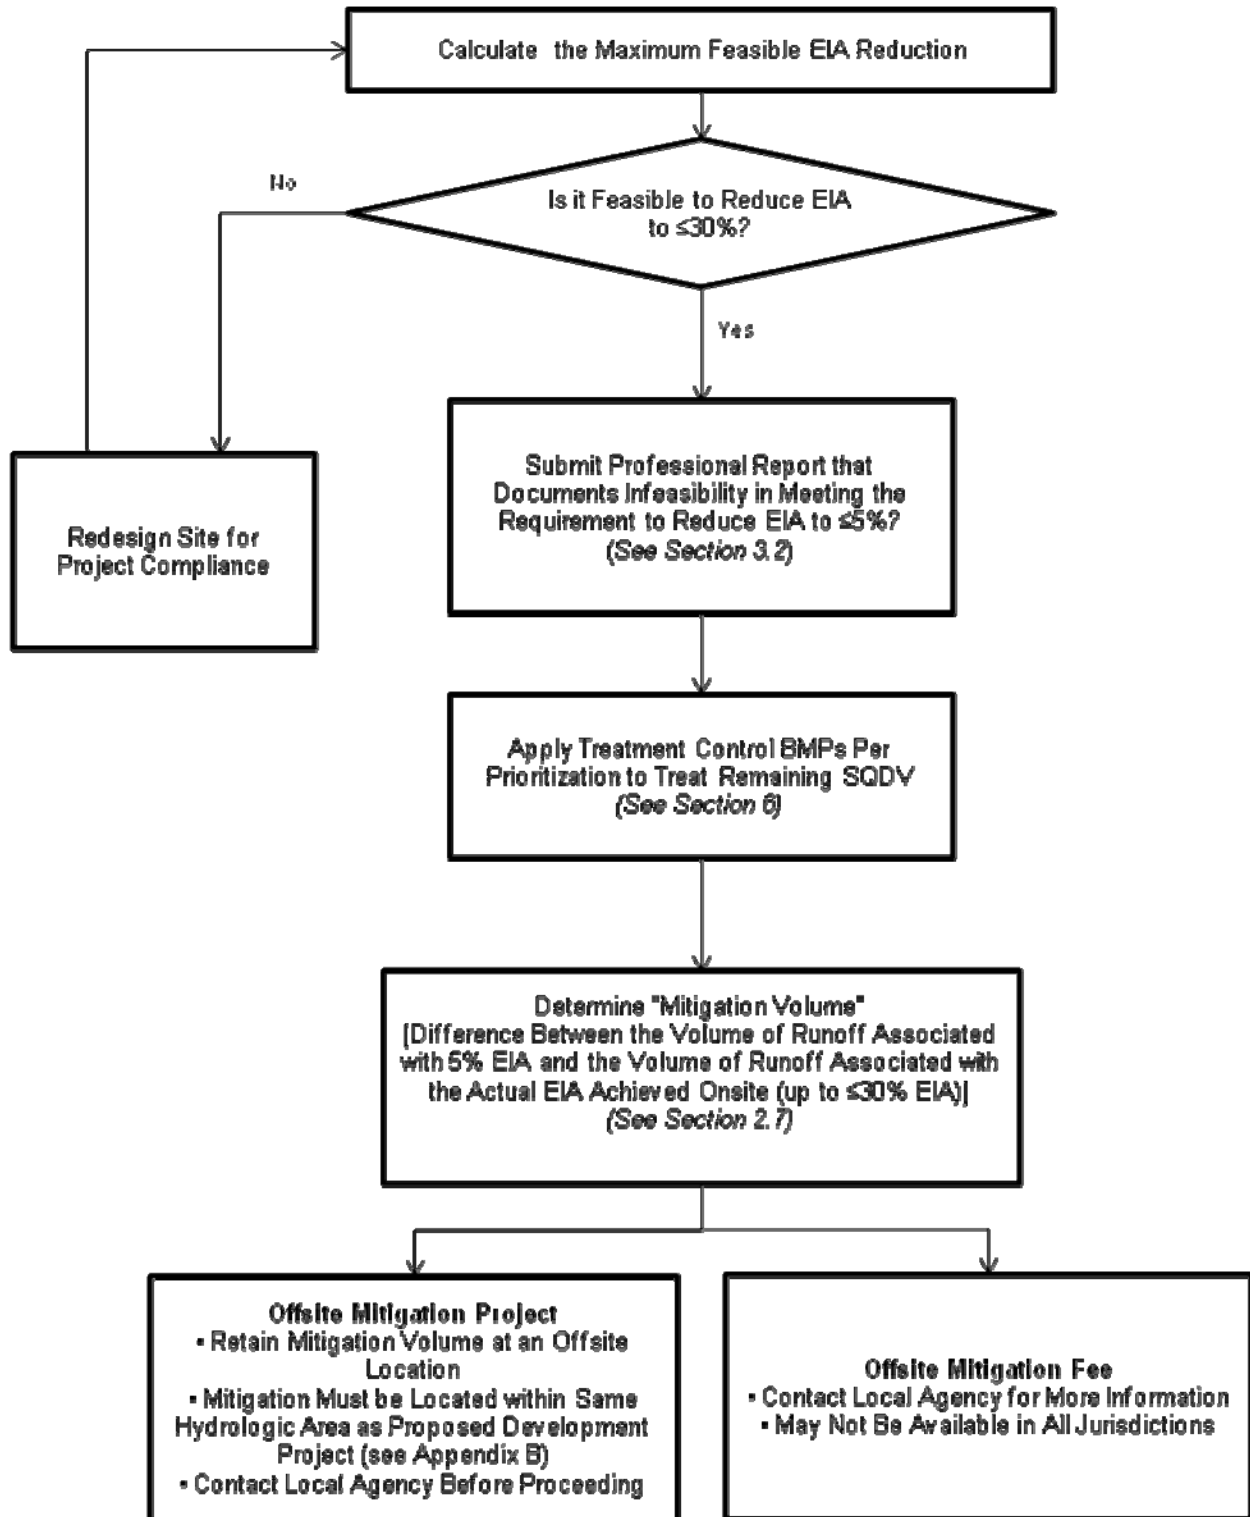 Calculate the Maximum Feasible EIA Reduction
Is it Feasible to Reduce EIA
to ≤30%?
No
Yes
Redesign Site for
Project Compliance
Submit Professional Report that
Documents Infeasibility in Meeting the
Requirement to Reduce EIA to ≤5%?
(See Section 3.2)
Apply Treatment Control BMPs Per
Prioritization to Treat Remaining SQDV
(See Section 6)
Determine "Mitigation Volume"
[Difference Between the Volume of Runoff Associated
with 5% EIA and the Volume of Runoff Associated with
the Actual EIA Achieved Onsite (up to ≤30% EIA)]
(See Section 2.7)
Offsite Mitigation Project
▪ Retain Mitigation Volume at an Offsite
Location
▪ Mitigation Must be Located within Same
Hydrologic Area as Proposed Development
Project (see Appendix B)
▪ Contact Local Agency Before Proceeding
Offsite Mitigation Fee
▪ Contact Local Agency for More Information
▪ May Not Be Available in All Jurisdictions